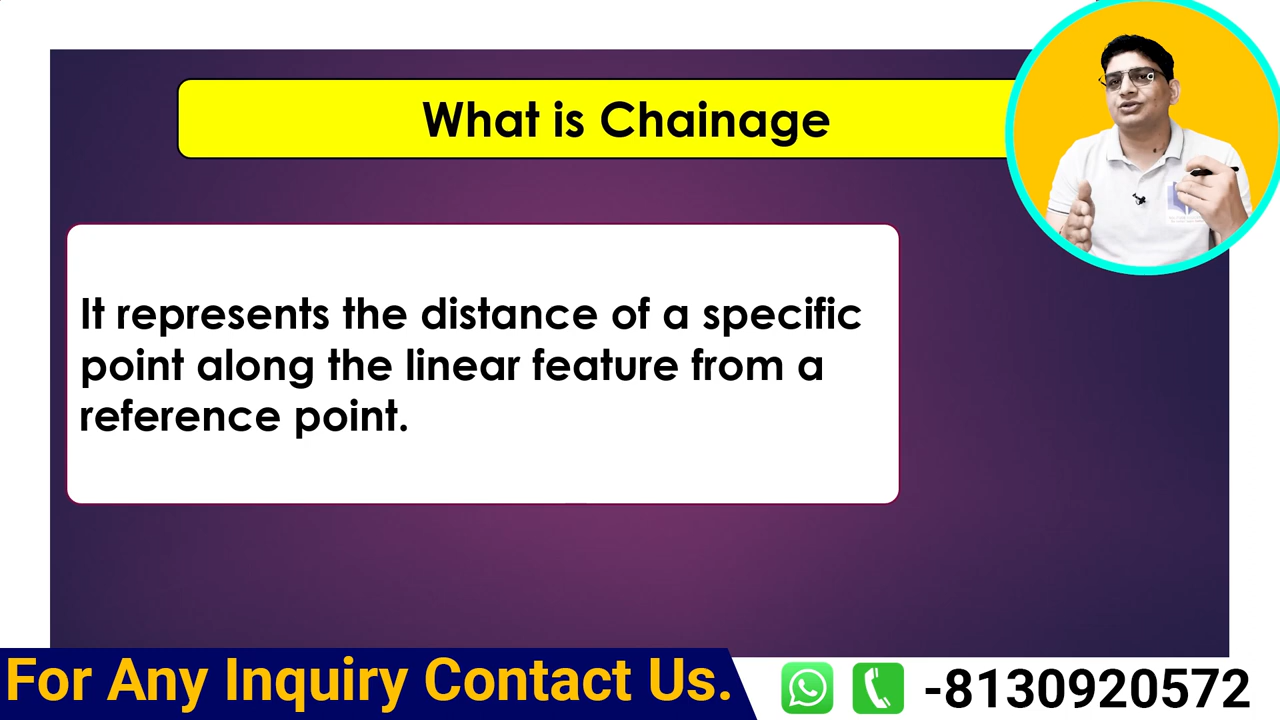 What is Chainage
It represents the distance of a specific
point along the linear feature from a
reference point.
For Any Inquiry Contact Us.
-8130920572